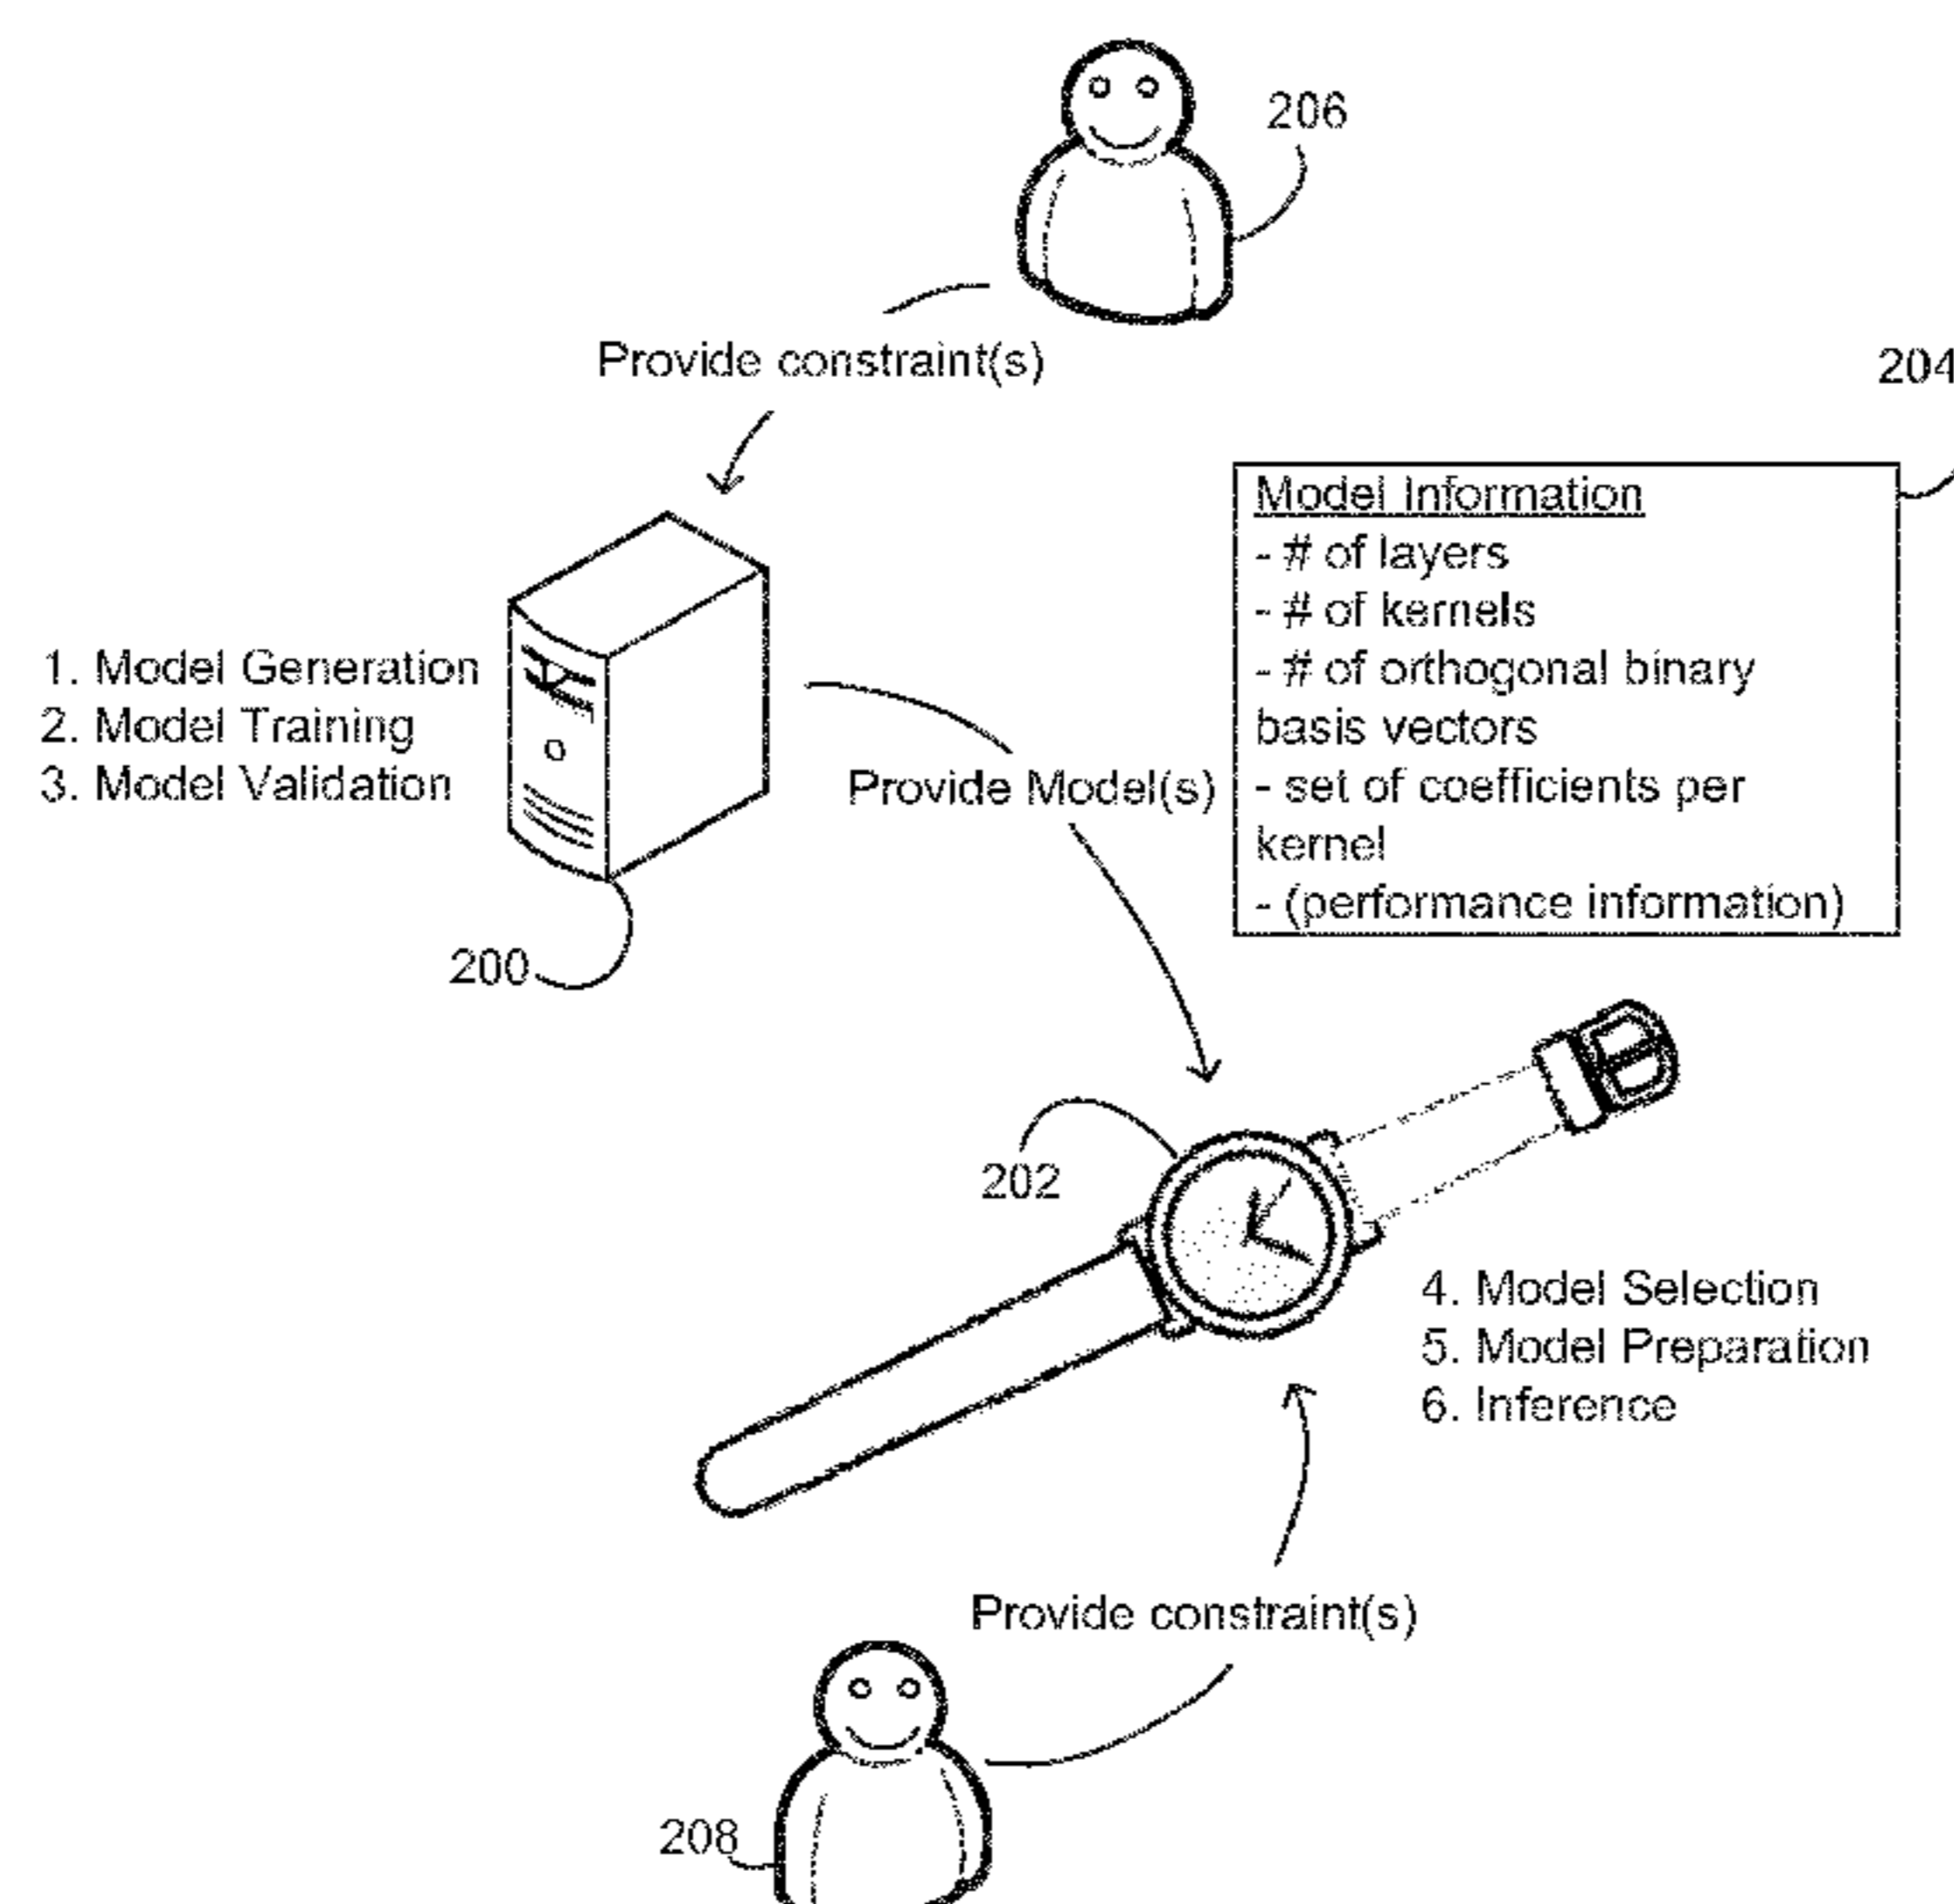 206
Provide constraint(s)
204
Model Information
- # of layers
- # of kernels
- # of orthogonal binary
basis vectors
- set of coefficients per
kernel
- (performance information)
1. Model Generation
2. Model Training
3. Model Validation
Provide Model(s)
200
202
4. Model Selection
5. Model Preparation
6. Inference
Provide constraint(s)
208